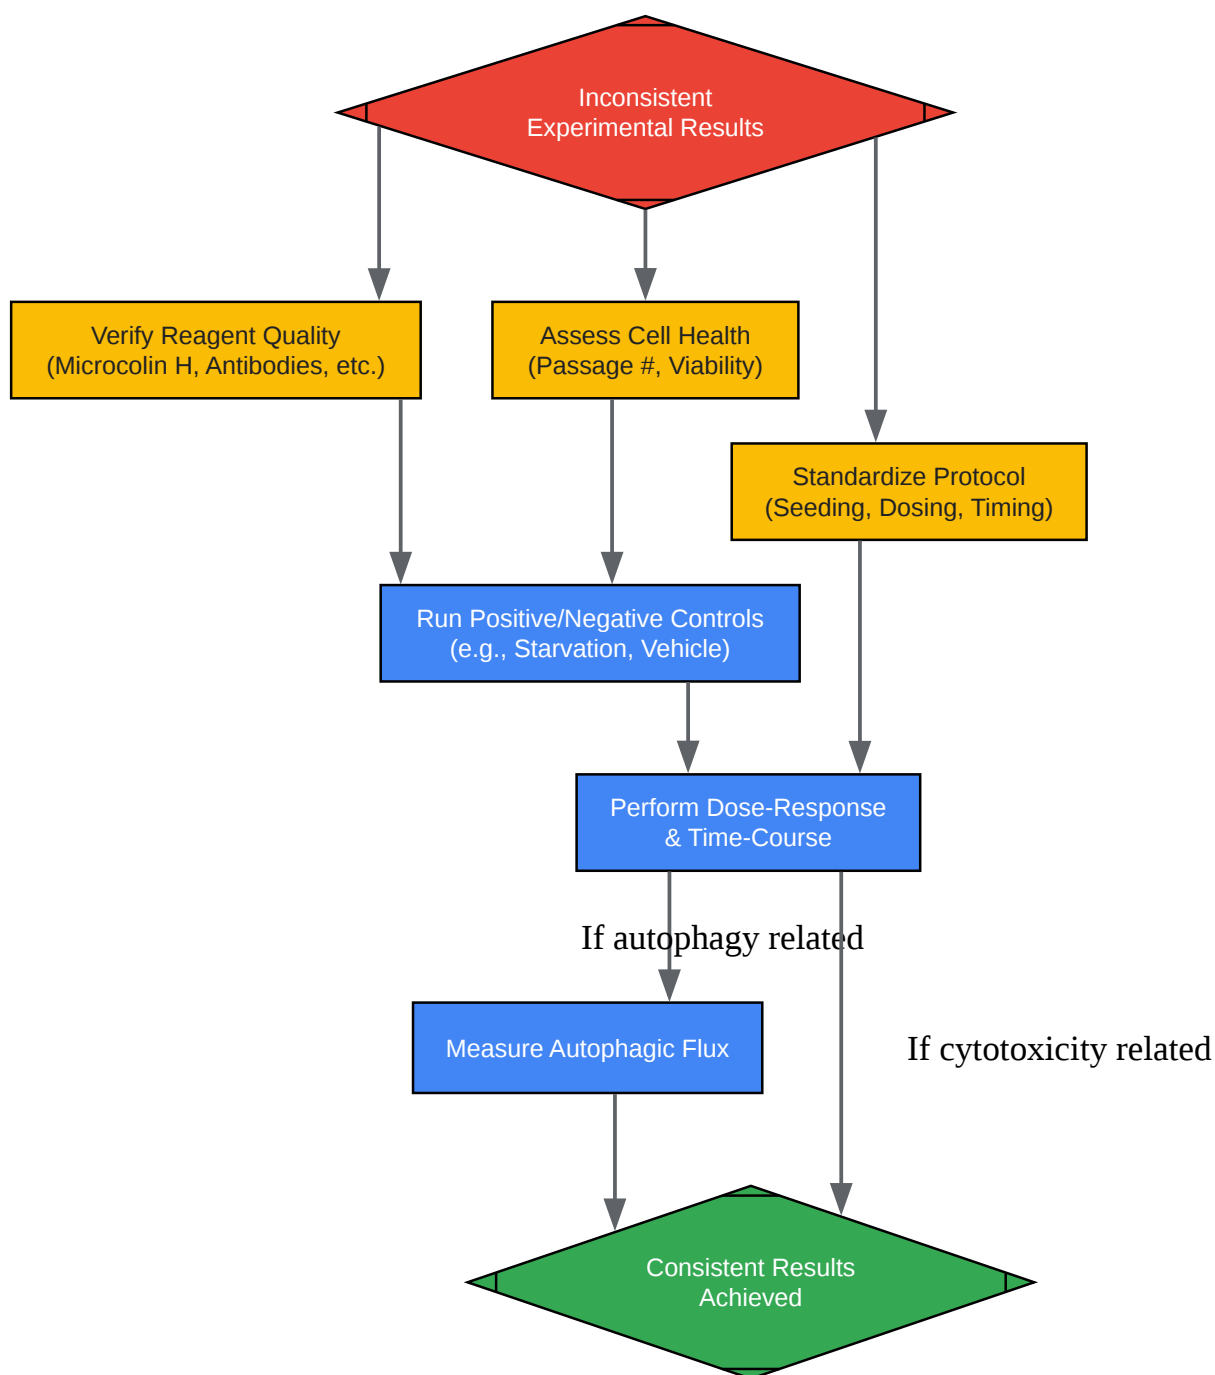 Inconsistent
Experimental Results
Verify Reagent Quality
(Microcolin H, Antibodies, etc.)
Assess Cell Health
(Passage #, Viability)
Standardize Protocol
(Seeding, Dosing, Timing)
Run Positive/Negative Controls
(e.g., Starvation, Vehicle)
Perform Dose-Response
& Time-Course
If autophagy related
Measure Autophagic Flux
If cytotoxicity related
Consistent Results
Achieved